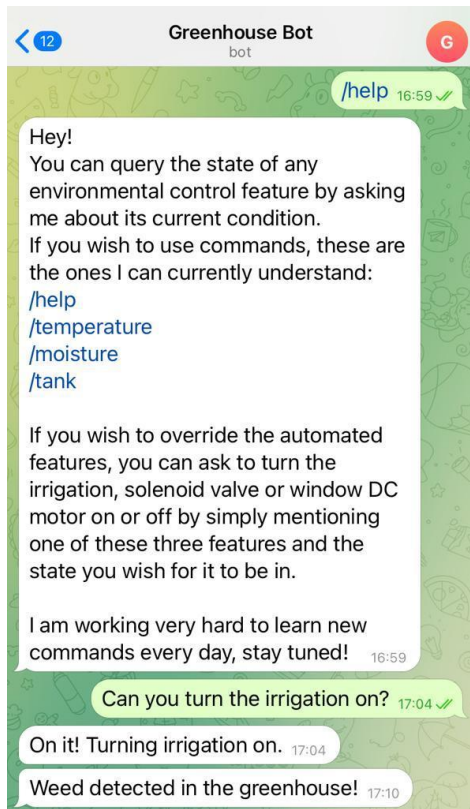 12
Greenhouse Bot
bot
G
/help 16:59
Hey!
You can query the state of any
environmental control feature by asking
me about its current condition.
If you wish to use commands, these are
the ones I can currently understand:
/help
/temperature
/moisture
/tank
If you wish to override the automated
features, you can ask to turn the
irrigation, solenoid valve or window DC
motor on or off by simply mentioning
one of these three features and the
state you wish for it to be in.
I am working very hard to learn new
commands every day, stay tuned! 16:59
Can you turn the irrigation on? 17:04
On it! Turning irrigation on. 17:04
Weed detected in the greenhouse! 17:10